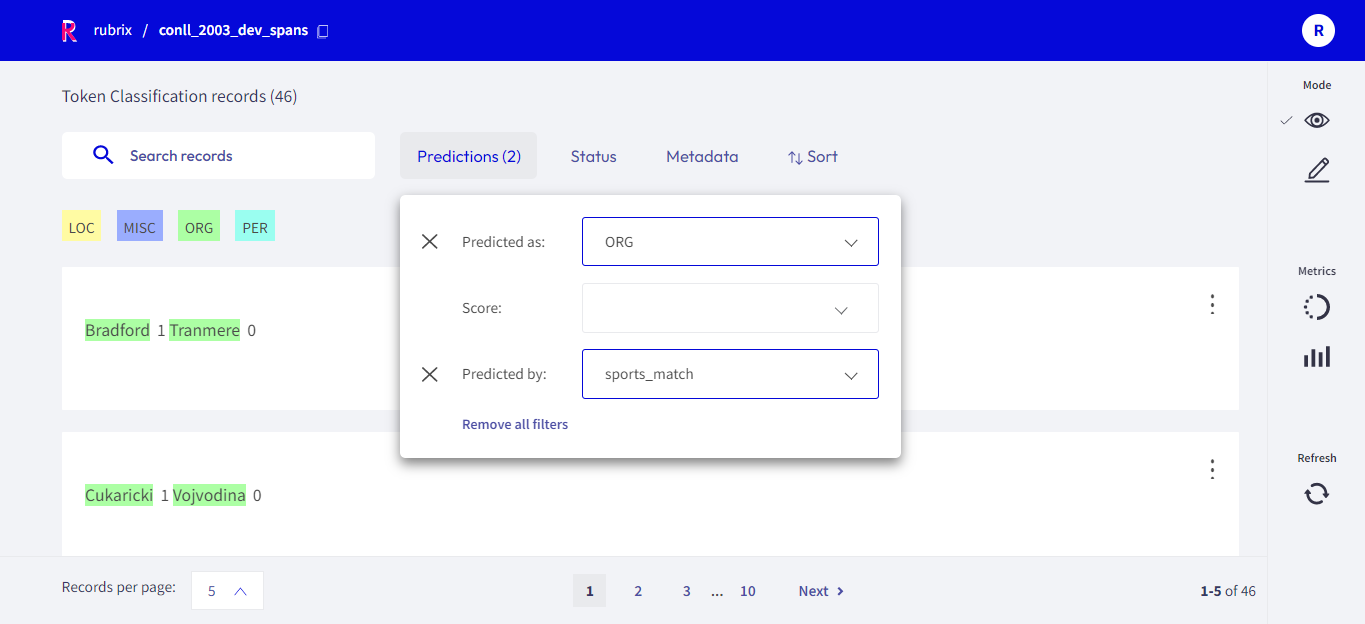 R rubrix / conll_2003_dev_spans
R
Token Classification records (46)
Mode
Search records
Predictions (2)
Status
Metadata
Sort
LOC MISC ORG PER
Predicted as: ORG
Score:
Predicted by: sports_match
Remove all filters
Metrics
Bradford 1 Tranmere 0
Refresh
Cukaricki 1 Vojvodina 0
Records per page: 5
1 2 3 ... 10 Next
1-5 of 46